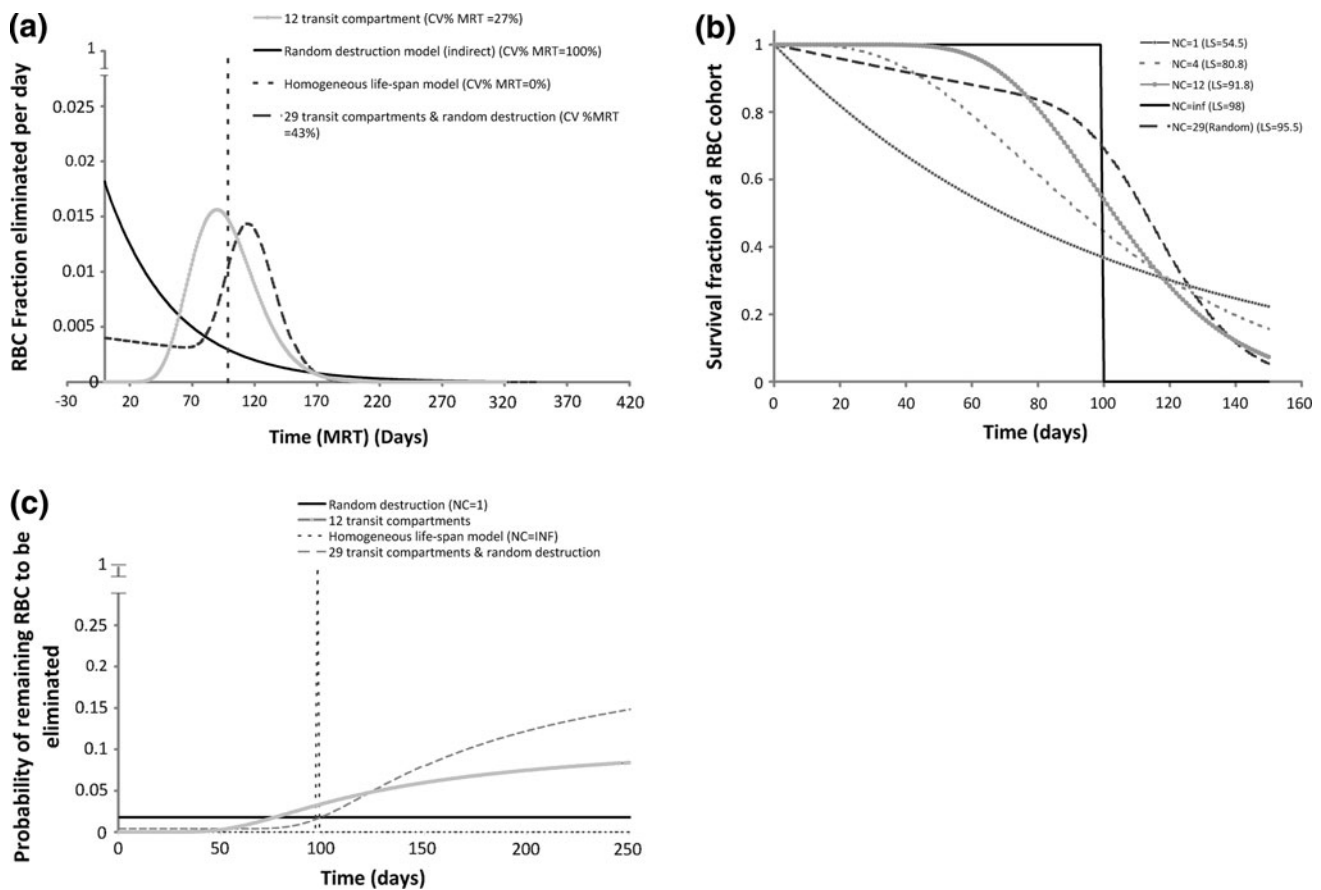 (a)
12 transit compartment (CV% MRT =27%)
Random destruction model (indirect) (CV% MRT=100%)
Homogeneous life-span model (CV% MRT=0%)
29 transit compartments & random destruction (CV %MRT
=43%)
RBC Fraction eliminated per day
1
0.025
0.02
0.015
0.01
0.005
0
-30 20 70 120 170 220 270 320 370 420
Time (MRT) (Days)
(b)
NC=1 (LS=54.5)
NC=4 (LS=80.8)
NC=12 (LS=91.8)
NC=inf (LS=98)
NC=29(Random) (LS=95.5)
Survival fraction of a RBC cohort
1
0.8
0.6
0.4
0.2
0
0 20 40 60 80 100 120 140 160
Time (days)
(c)
Random destruction (NC=1)
12 transit compartments
Homogeneous life-span model (NC=INF)
29 transit compartments & random destruction
Probability of remaining RBC to be
eliminated
1
0.25
0.2
0.15
0.1
0.05
0
0 50 100 150 200 250
Time (days)